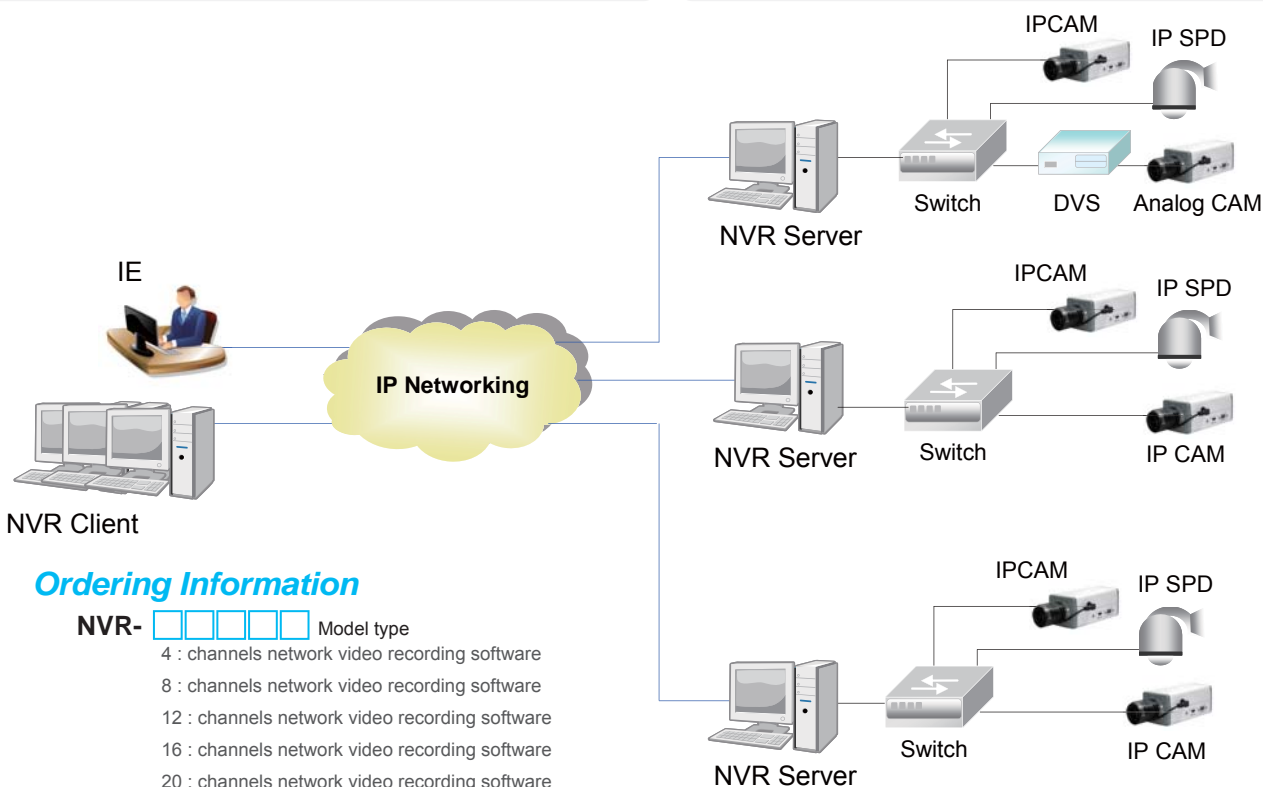 IPCAM
IP SPD
Switch
DVS
Analog CAM
NVR Server
IE
IP Networking
IPCAM
IP SPD
Switch
IP CAM
NVR Server
NVR Client
IPCAM
IP SPD
Switch
IP CAM
NVR Server
Ordering Information
NVR- Model type
4 : channels network video recording software
8 : channels network video recording software
12 : channels network video recording software
16 : channels network video recording software
20 : channels network video recording software